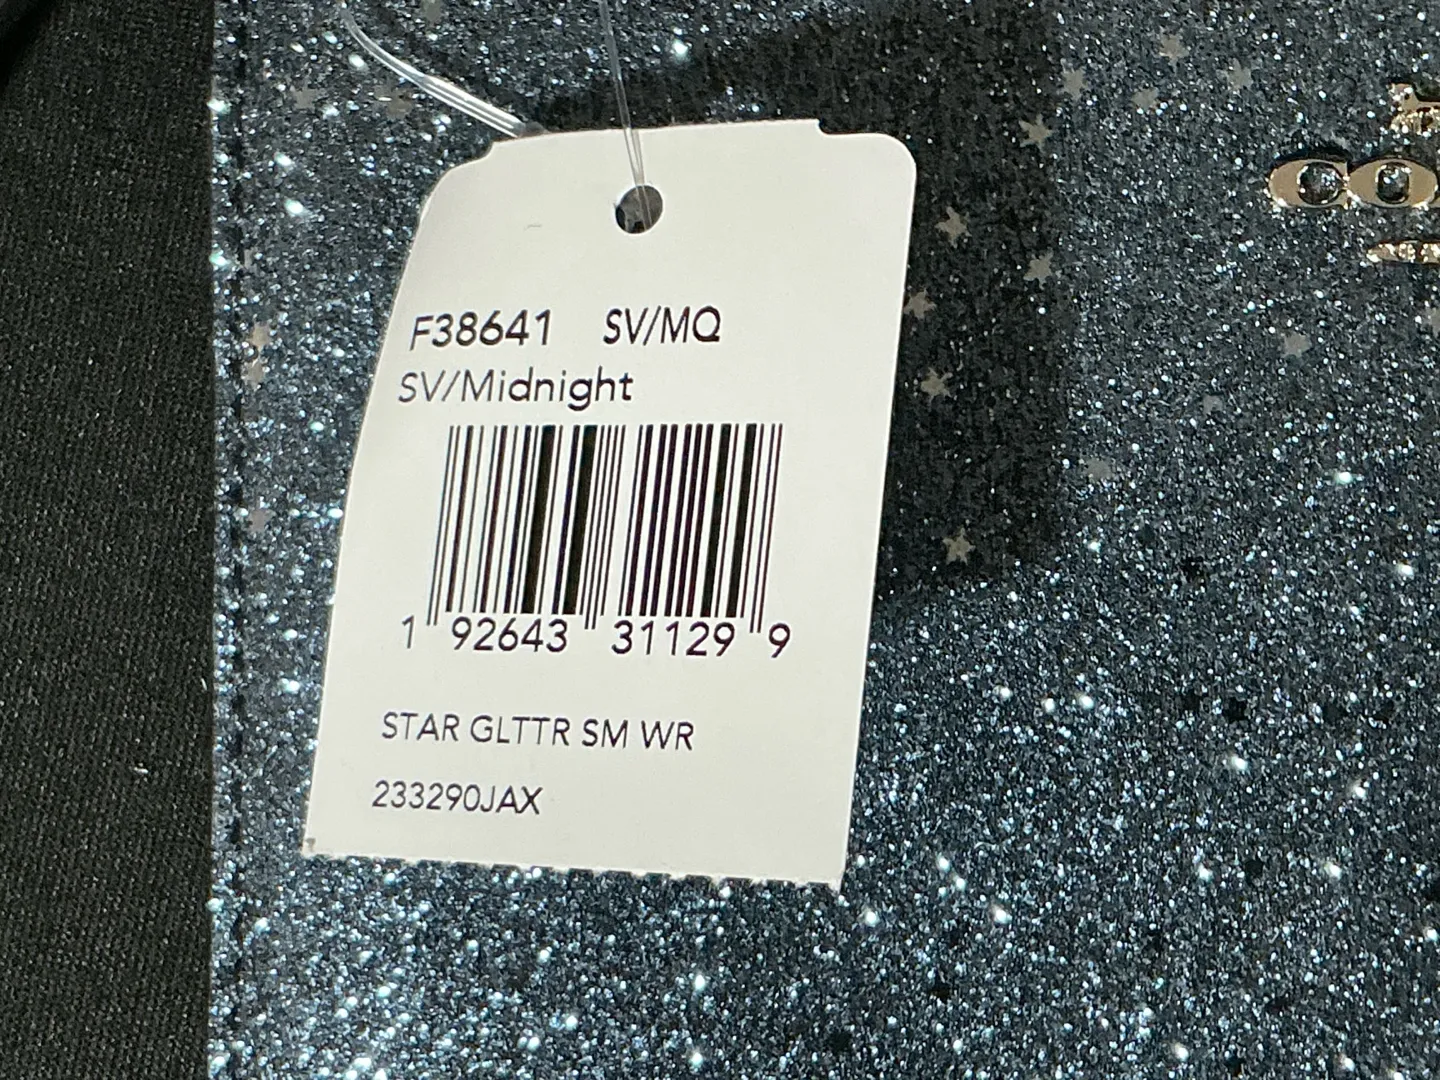 F38641 SV/MQ
SV/Midnight
1 92643 31129 9
STAR GLTTR SM WR
233290JAX